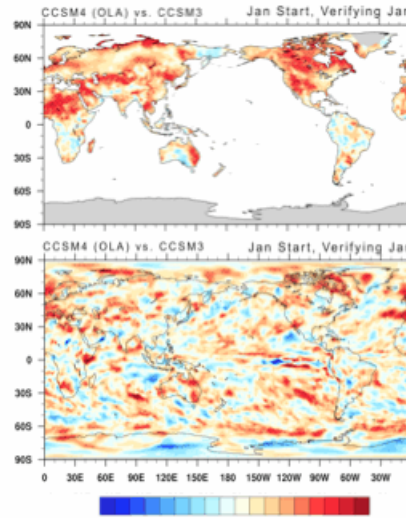 CCSM4 (OLA) vs. CCSM3 Jan Start, Verifying Jan
90N
60N
30N
0
30S
60S
90S
CCSM4 (OLA) vs. CCSM3 Jan Start, Verifying Jan
90N
60N
30N
0
30S
60S
90S
0 30E 60E 90E 120E 150E 180 150W 120W 90W 60W 30W